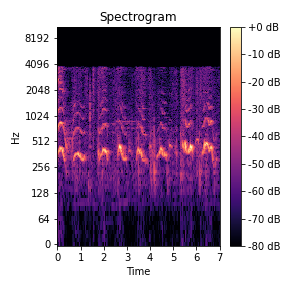 Spectrogram
+0 dB
8192
-10 dB
4096
-20 dB
2048
-30 dB
1024
Hz
512
-40 dB
256
-50 dB
128
-60 dB
64
-70 dB
0
-80 dB
0 1 2 3 4 5 6 7
Time